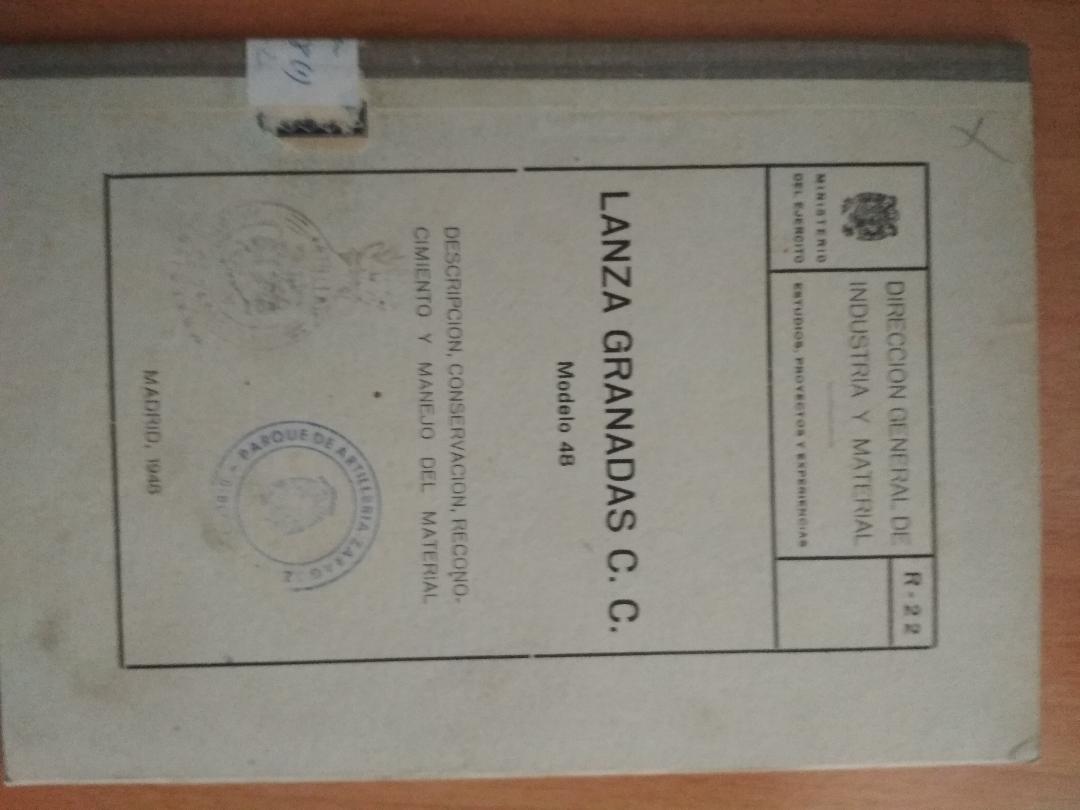 MINISTERIO
DEL EJERCITO
DIRECCION GENERAL DE
INDUSTRIA Y MATERIAL
ESTUDIOS, PROYECTOS Y EXPERIENCIAS
R-22
LANZA GRANADAS C. C.
Modelo 48
DESCRIPCION, CONSERVACION, RECONO-
CIMIENTO Y MANEJO DEL MATERIAL
PARQUE DE ARTILLERIA-ZARAGOZ
MADRID, 1948